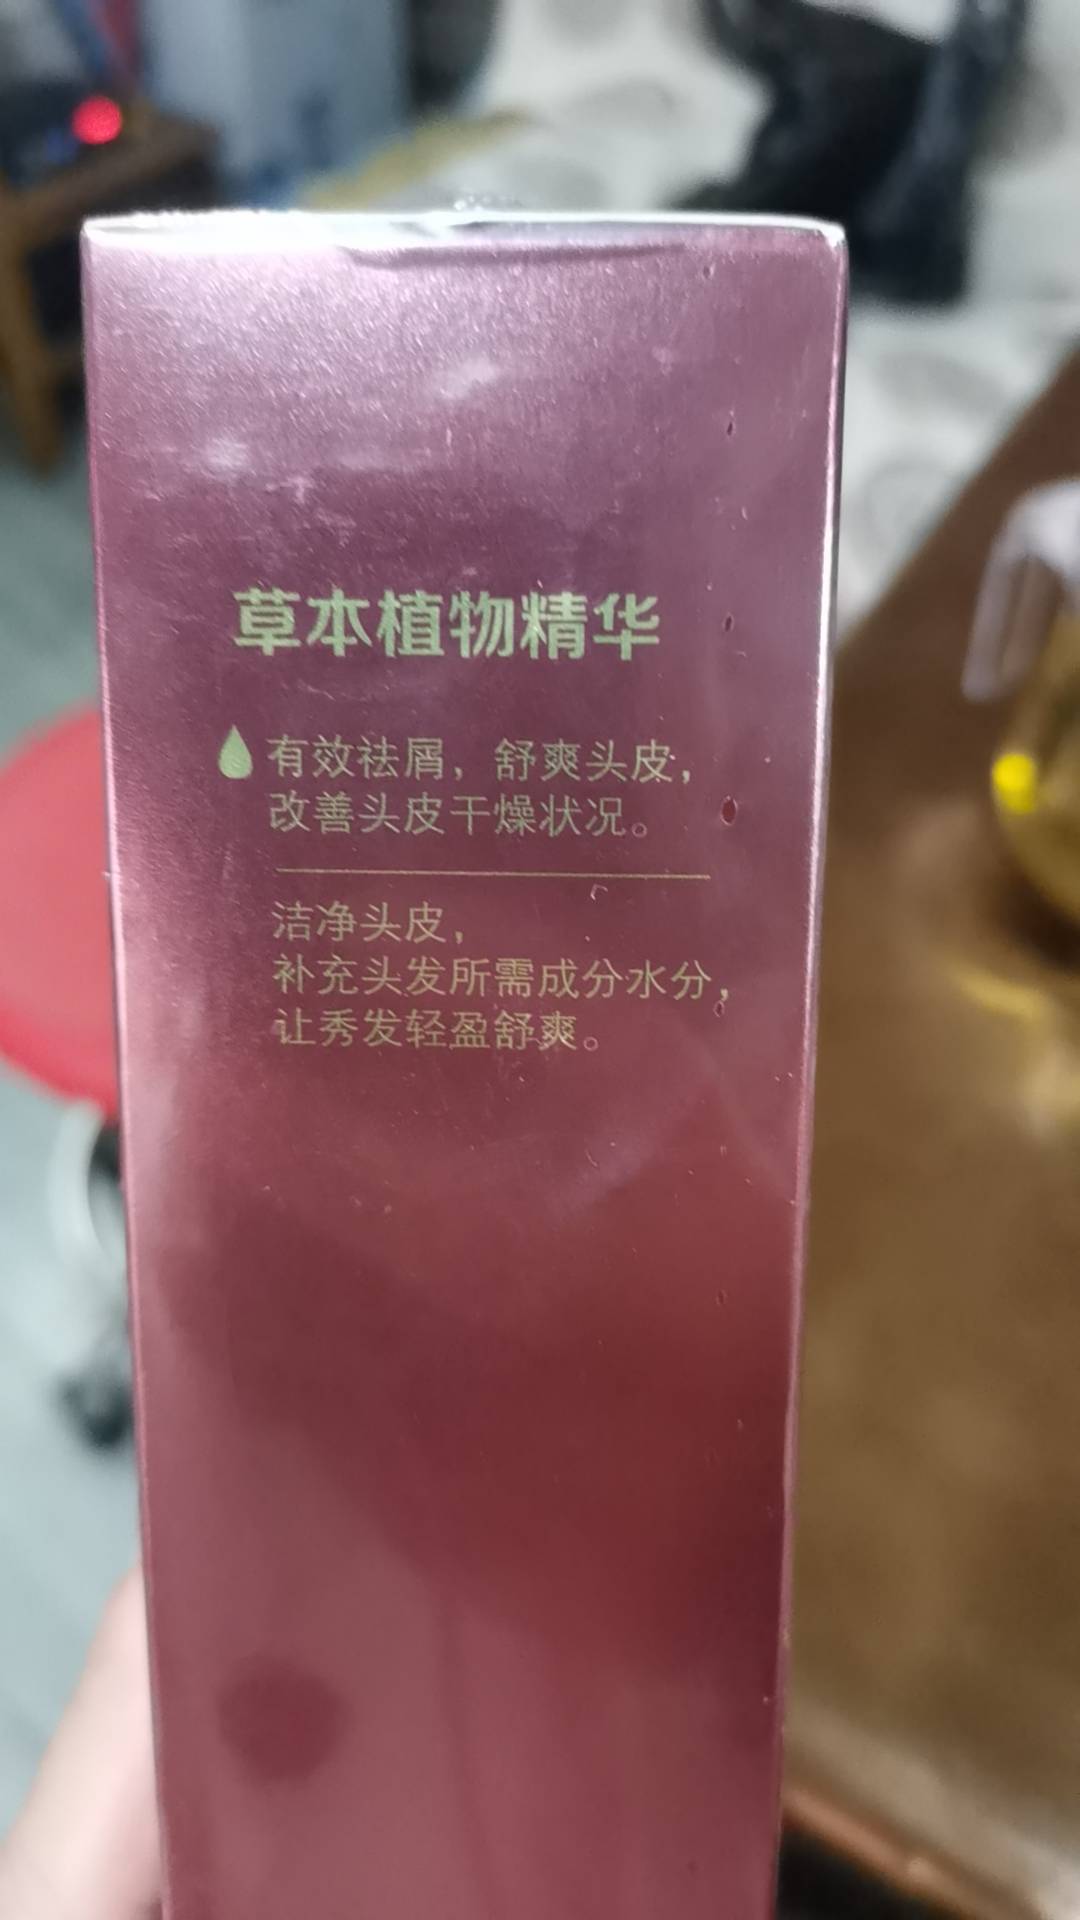 草本植物精华
有效祛屑，舒爽头皮，
改善头皮干燥状况。
洁净头皮，
补充头发所需成分水分，
让秀发轻盈舒爽。